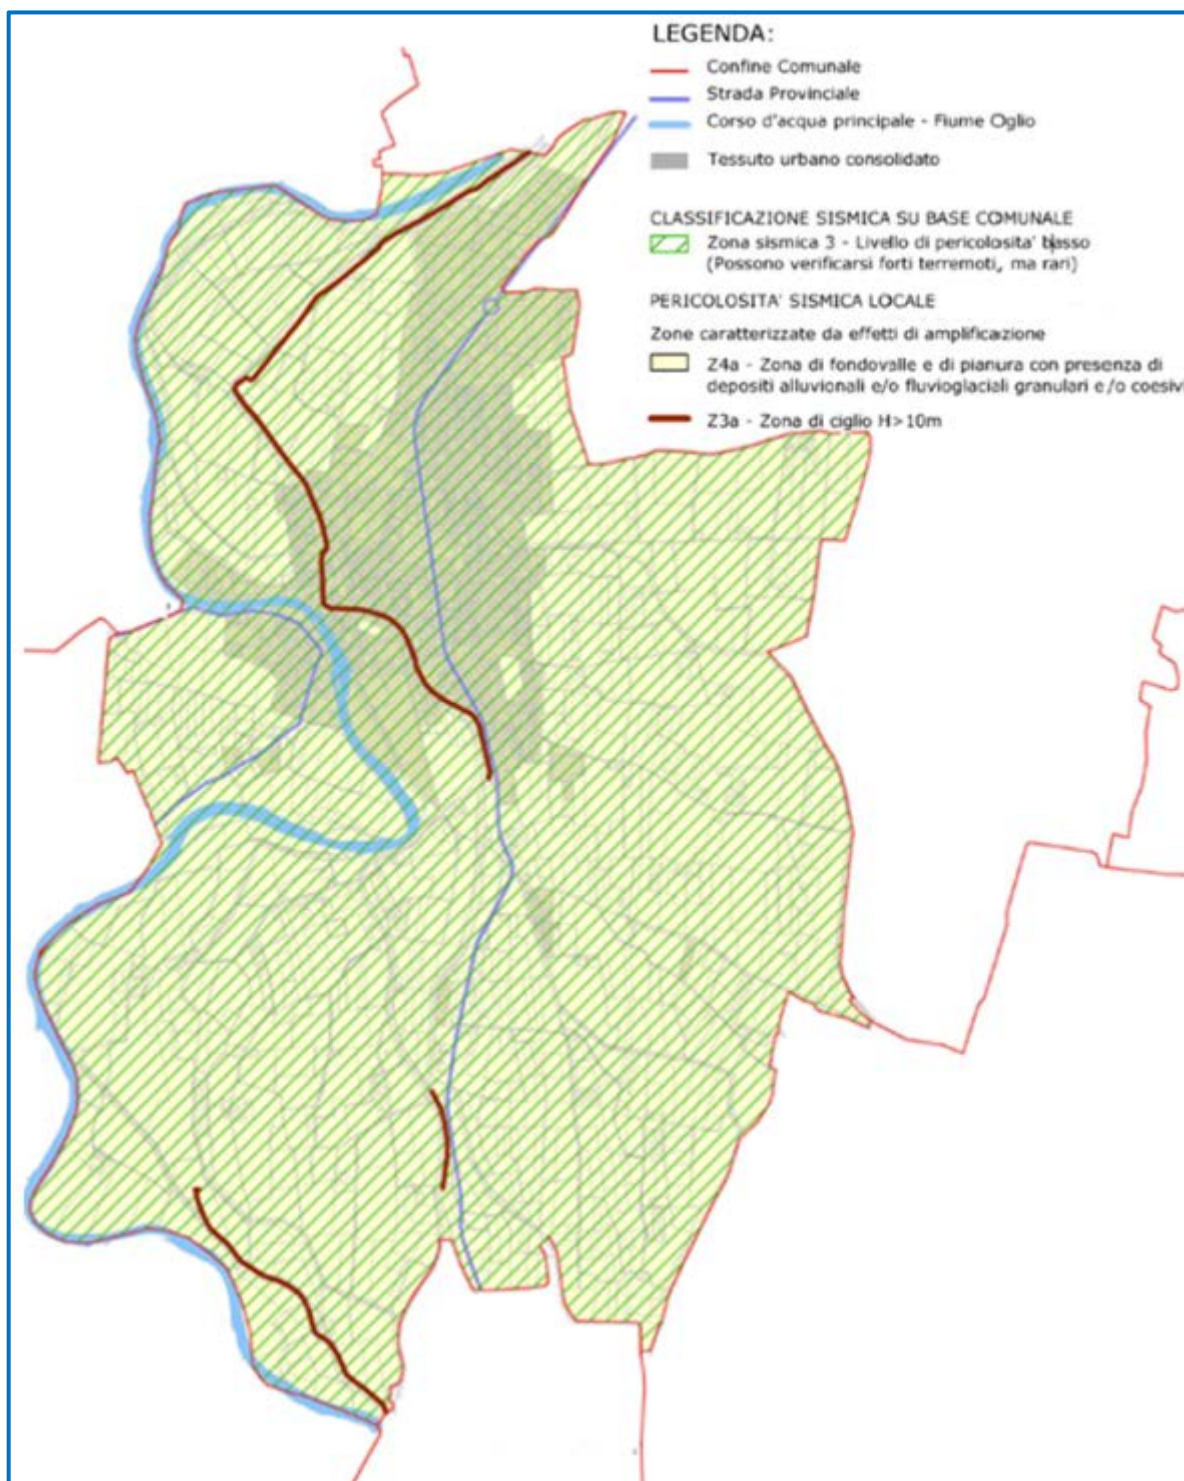 LEGENDA:
Confine Comunale
Strada Provinciale
Corso d'acqua principale - Fiume Oglio
Tessuto urbano consolidato
CLASSIFICAZIONE SISMICA SU BASE COMUNALE
Zona sismica 3 - Livello di pericolosita' basso
(Possono verificarsi forti terremoti, ma rari)
PERICOLOSITA' SISMICA LOCALE
Zone caratterizzate da effetti di amplificazione
Z4a - Zona di fondovalle e di pianura con presenza di
depositi alluvionali e/o fluvioglaciali granulari e/o coesivi
Z3a - Zona di ciglio H>10m